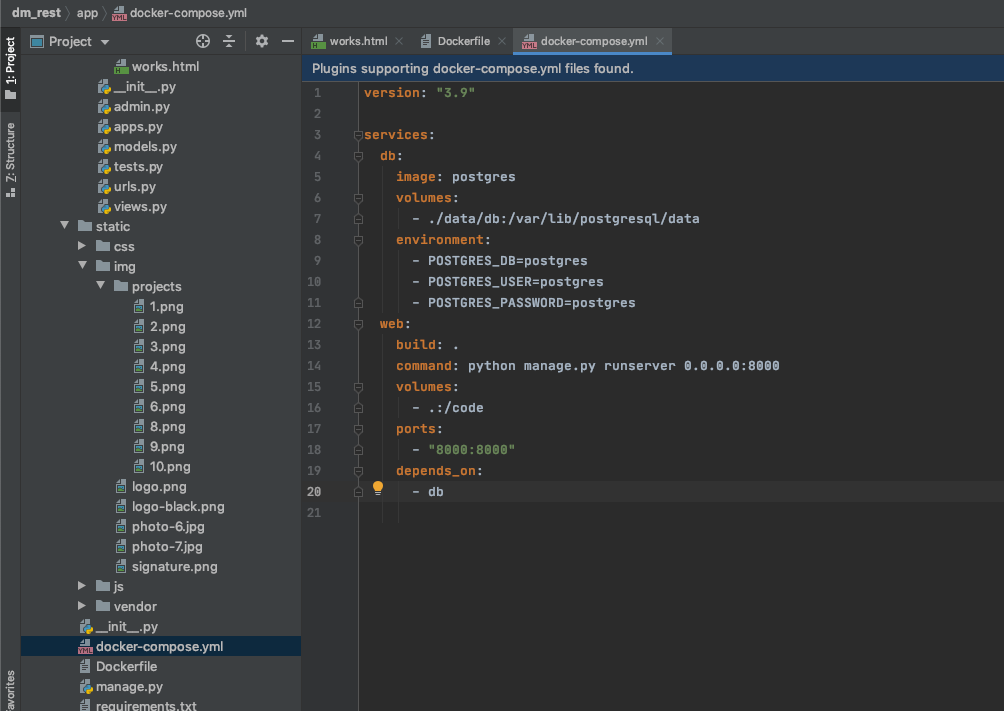 dm_rest app docker-compose.yml
1: Project
Z: Structure
avorites
Project
works.html
__init__.py
admin.py
apps.py
models.py
tests.py
urls.py
views.py
static
css
img
projects
1.png
2.png
3.png
4.png
5.png
6.png
8.png
9.png
10.png
logo.png
logo-black.png
photo-6.jpg
photo-7.jpg
signature.png
js
vendor
__init__.py
docker-compose.yml
Dockerfile
manage.py
requirements.txt
works.html Dockerfile docker-compose.yml
Plugins supporting docker-compose.yml files found.
1 version: "3.9"
2
3 services:
4 db:
5 image: postgres
6 volumes:
7 - ./data/db:/var/lib/postgresql/data
8 environment:
9 - POSTGRES_DB=postgres
10 - POSTGRES_USER=postgres
11 - POSTGRES_PASSWORD=postgres
12 web:
13 build: .
14 command: python manage.py runserver 0.0.0.0:8000
15 volumes:
16 - .:/code
17 ports:
18 - "8000:8000"
19 depends_on:
20 - db
21